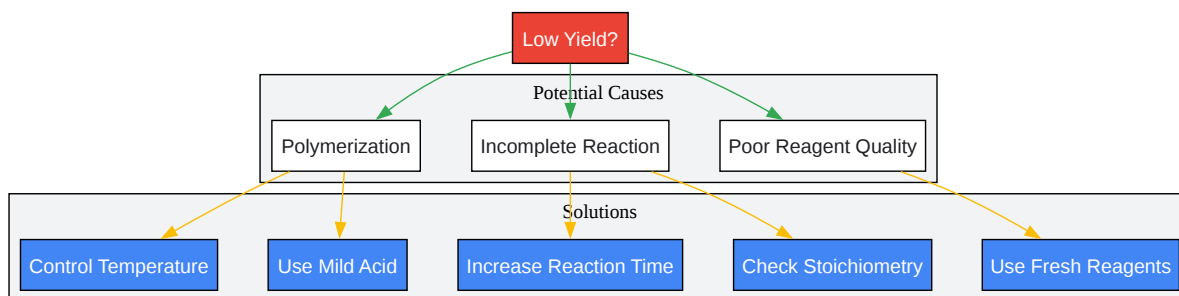 Low Yield?
Potential Causes
Polymerization
Incomplete Reaction
Poor Reagent Quality
Solutions
Control Temperature
Use Mild Acid
Increase Reaction Time
Check Stoichiometry
Use Fresh Reagents